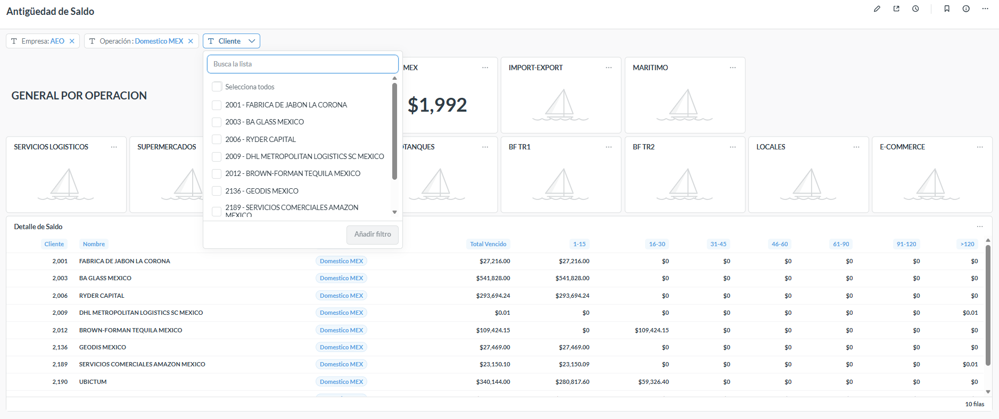 Antigüedad de Saldo
Empresa: AEO
Operación : Domestico MEX
Cliente
Busca la lista
Selecciona todos
2001 - FABRICA DE JABON LA CORONA
2003 - BA GLASS MEXICO
2006 - RYDER CAPITAL
2009 - DHL METROPOLITAN LOGISTICS SC MEXICO
2012 - BROWN-FORMAN TEQUILA MEXICO
2136 - GEODIS MEXICO
2189 - SERVICIOS COMERCIALES AMAZON
MEXICO
Añadir filtro
GENERAL POR OPERACION
MEX
$1,992
IMPORT-EXPORT
MARITIMO
SERVICIOS LOGISTICOS
SUPERMERCADOS
OTANQUES
BF TR1
BF TR2
LOCALES
E-COMMERCE
Detalle de Saldo
Cliente Nombre Total Vencido 1-15 16-30 31-45 46-60 61-90 91-120 >120
2,001 FABRICA DE JABON LA CORONA Domestico MEX $27,216.00 $27,216.00 $0 $0 $0 $0 $0 $0
2,003 BA GLASS MEXICO Domestico MEX $541,828.00 $541,828.00 $0 $0 $0 $0 $0 $0
2,006 RYDER CAPITAL Domestico MEX $293,694.24 $293,694.24 $0 $0 $0 $0 $0 $0
2,009 DHL METROPOLITAN LOGISTICS SC MEXICO Domestico MEX $0.01 $0 $0 $0 $0 $0 $0 $0.01
2,012 BROWN-FORMAN TEQUILA MEXICO Domestico MEX $109,424.15 $0 $109,424.15 $0 $0 $0 $0 $0
2,136 GEODIS MEXICO Domestico MEX $27,469.00 $27,469.00 $0 $0 $0 $0 $0 $0
2,189 SERVICIOS COMERCIALES AMAZON MEXICO Domestico MEX $23,150.10 $23,150.09 $0 $0 $0 $0 $0 $0.01
2,190 UBICTUM Domestico MEX $340,144.00 $280,817.60 $59,326.40 $0 $0 $0 $0 $0
10 filas